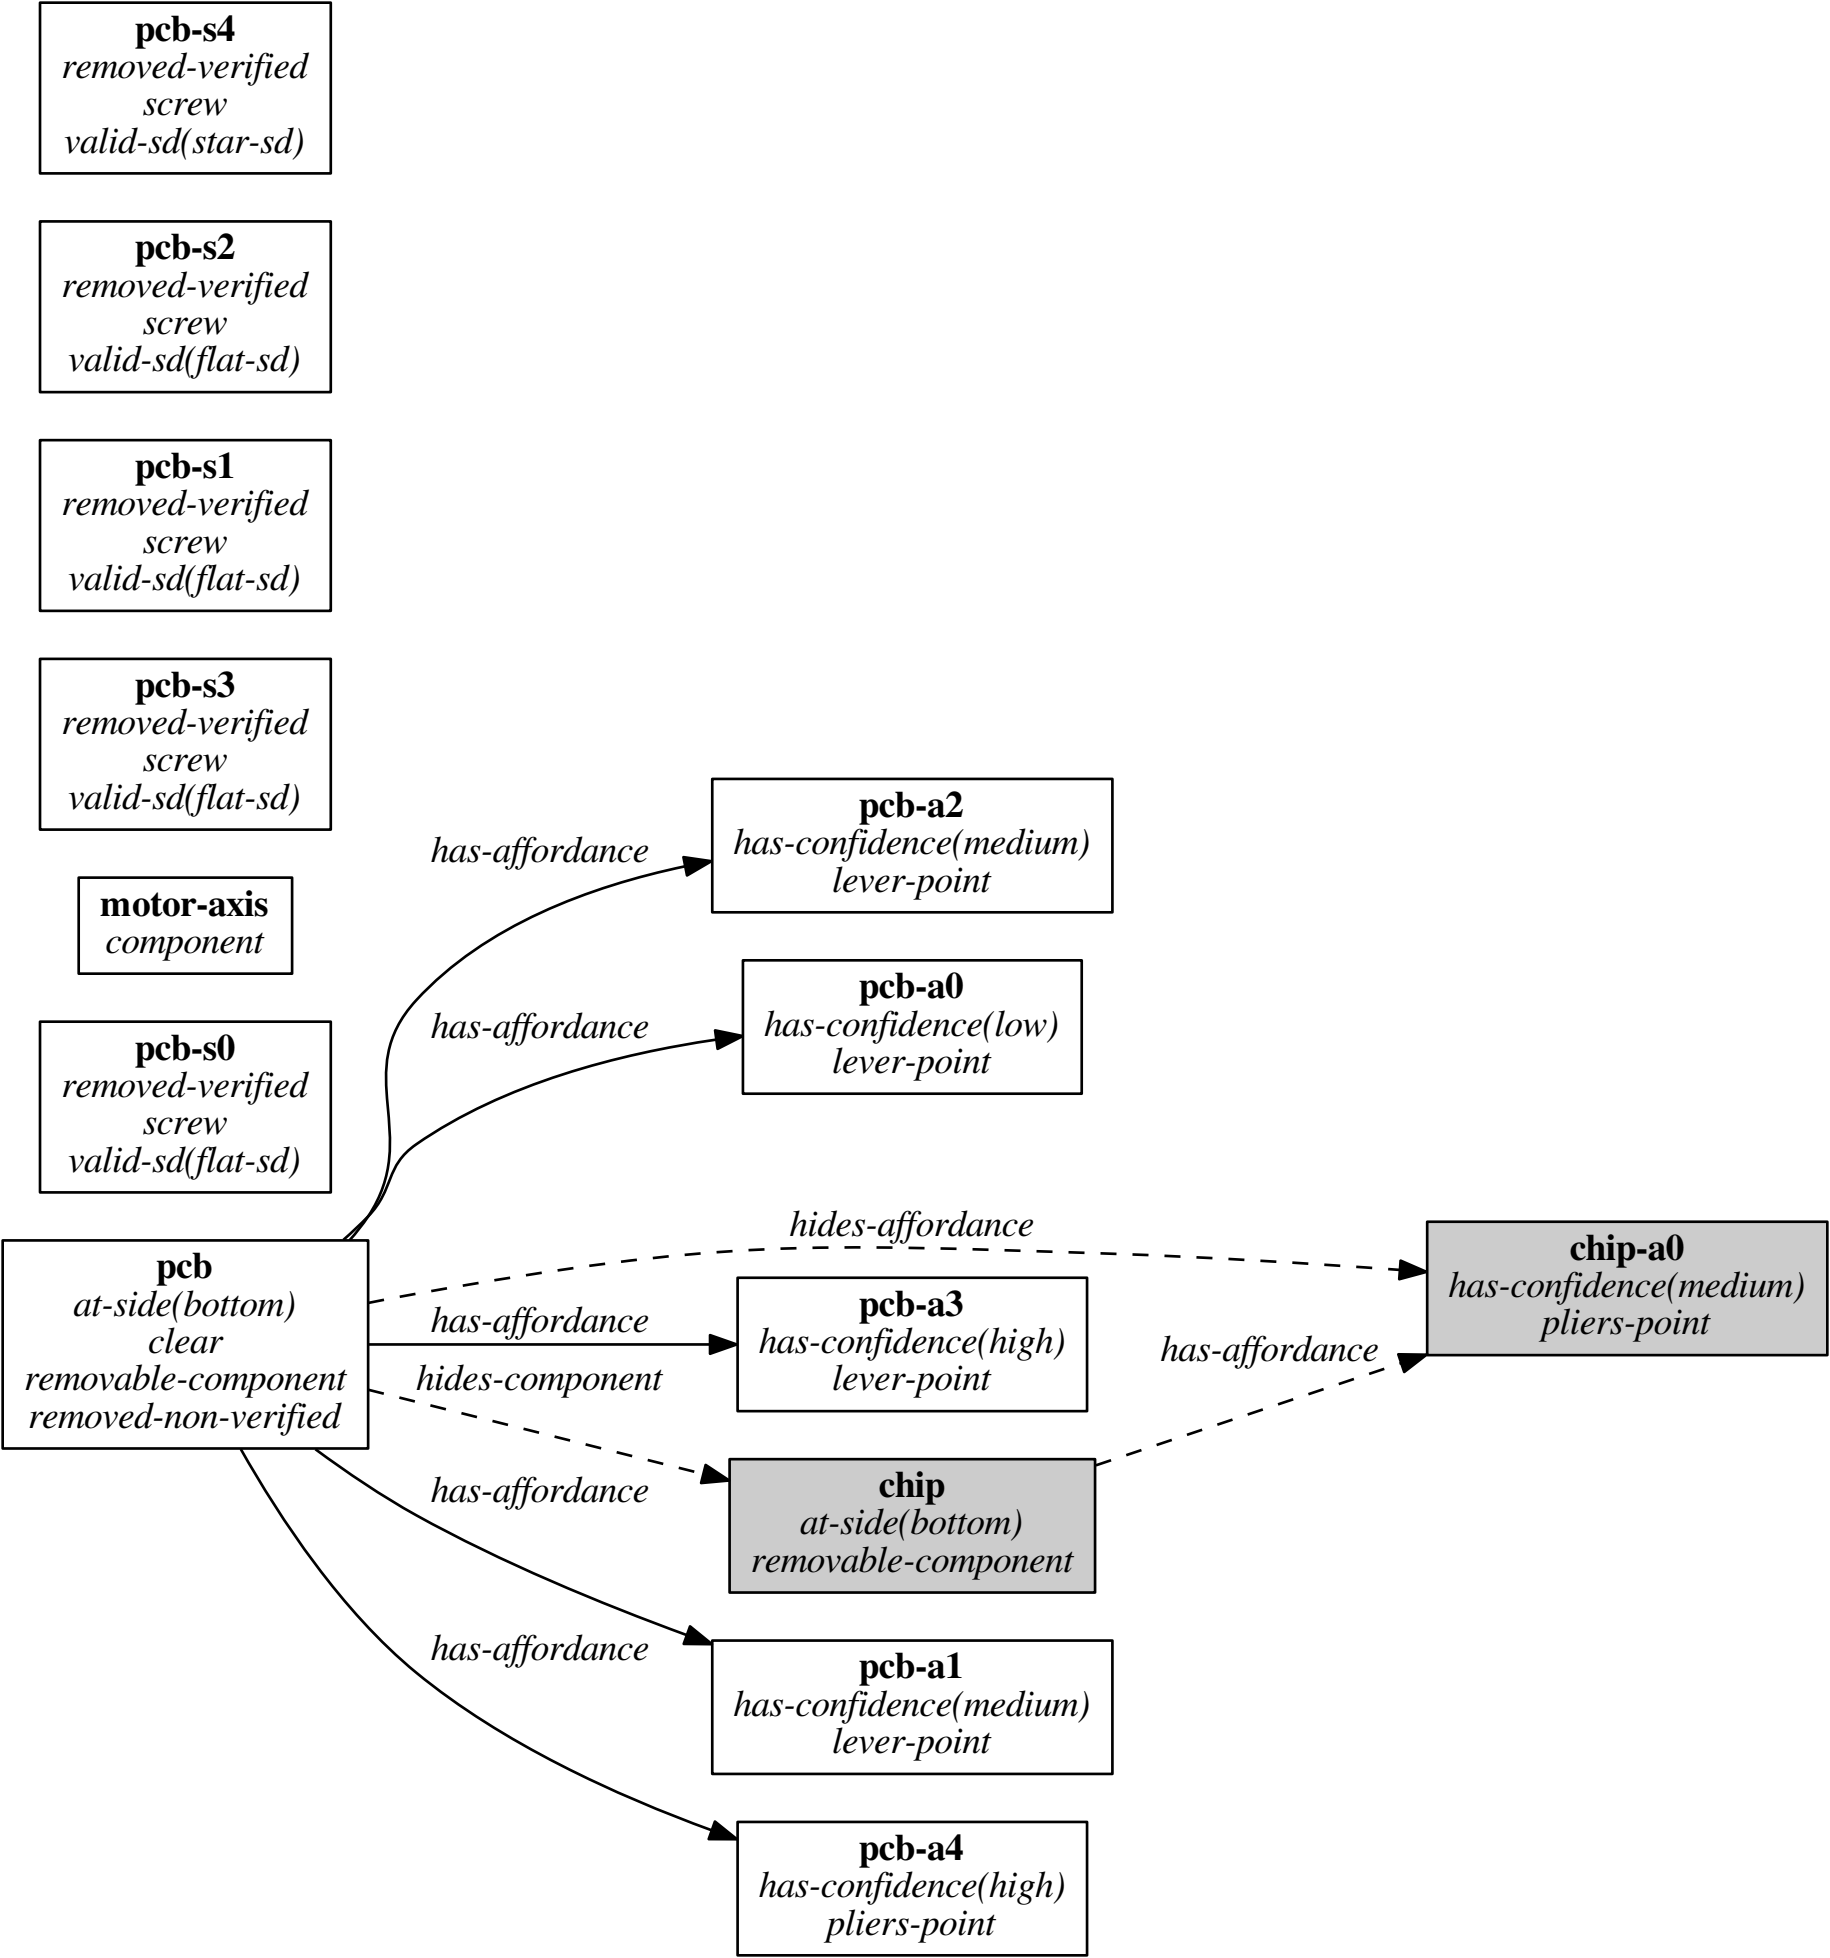 pcb-s4
removed-verified
screw
valid-sd(star-sd)
pcb-s2
removed-verified
screw
valid-sd(flat-sd)
pcb-s1
removed-verified
screw
valid-sd(flat-sd)
pcb-s3
removed-verified
screw
valid-sd(flat-sd)
motor-axis
component
pcb-s0
removed-verified
screw
valid-sd(flat-sd)
pcb
at-side(bottom)
clear
removable-component
removed-non-verified
has-affordance
has-affordance
hides-affordance
has-affordance
hides-component
has-affordance
has-affordance
pcb-a2
has-confidence(medium)
lever-point
pcb-a0
has-confidence(low)
lever-point
pcb-a3
has-confidence(high)
lever-point
chip
at-side(bottom)
removable-component
pcb-a1
has-confidence(medium)
lever-point
pcb-a4
has-confidence(high)
pliers-point
has-affordance
chip-a0
has-confidence(medium)
pliers-point